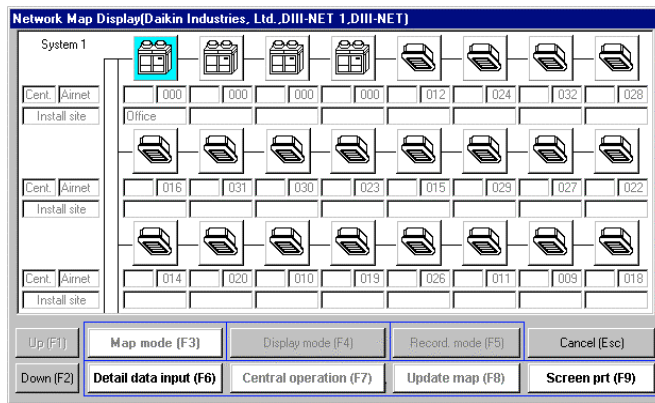 Network Map Display(Daikin Industries, Ltd.,DIII-NET 1,DIII-NET)
System 1
Cent. Airnet 000 000 000 000 012 024 032 028
Install site Office
Cent. Airnet 016 031 030 023 015 029 027 022
Install site
Cent. Airnet 014 020 010 019 026 011 009 018
Install site
Up (F1) Map mode (F3) Display mode (F4) Record. mode (F5) Cancel (Esc)
Down (F2) Detail data input (F6) Central operation (F7) Update map (F8) Screen prt (F9)